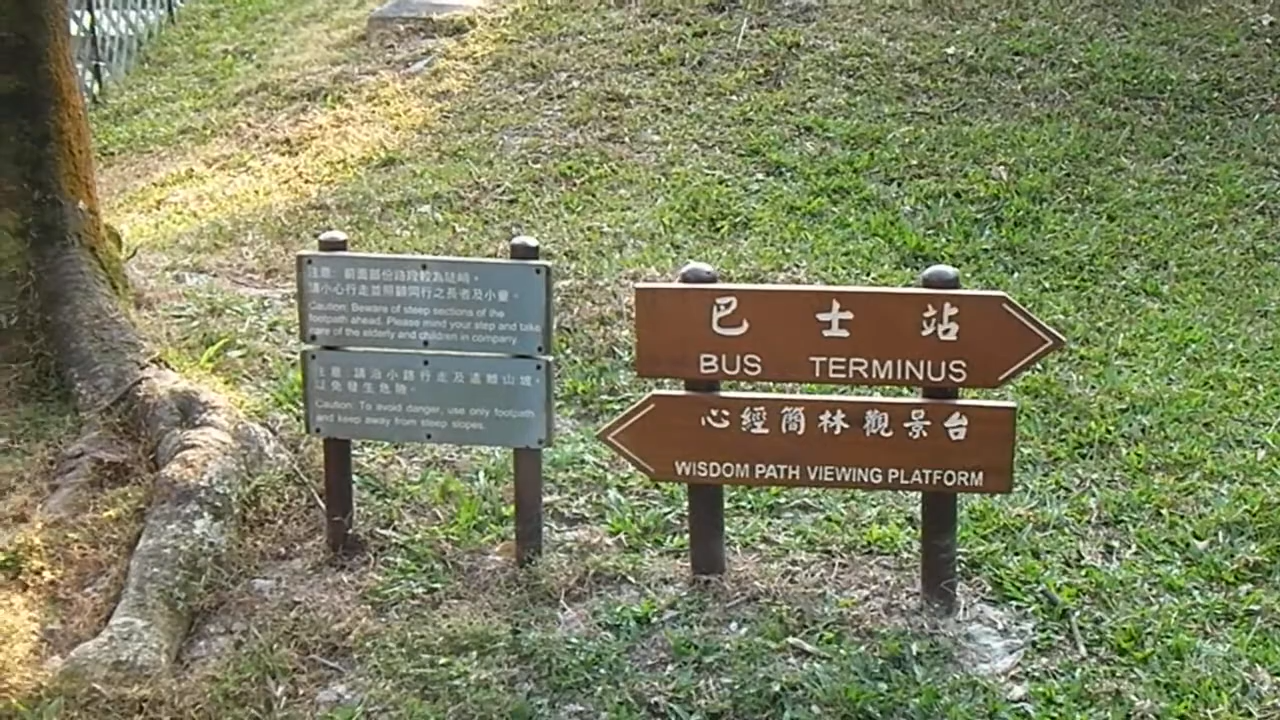 注意: 前面部份路段較為陡峭。
請小心行走並照顧同行之長者及小童。
Caution: Beware of steep sections of the
footpath ahead. Please mind your step and take
care of the elderly and children in company.
注意: 請沿小路行走及遠離山坡,
以免發生危險。
Caution: To avoid danger, use only footpath
and keep away from steep slopes.
巴士站
BUS TERMINUS
心經簡林觀景台
WISDOM PATH VIEWING PLATFORM